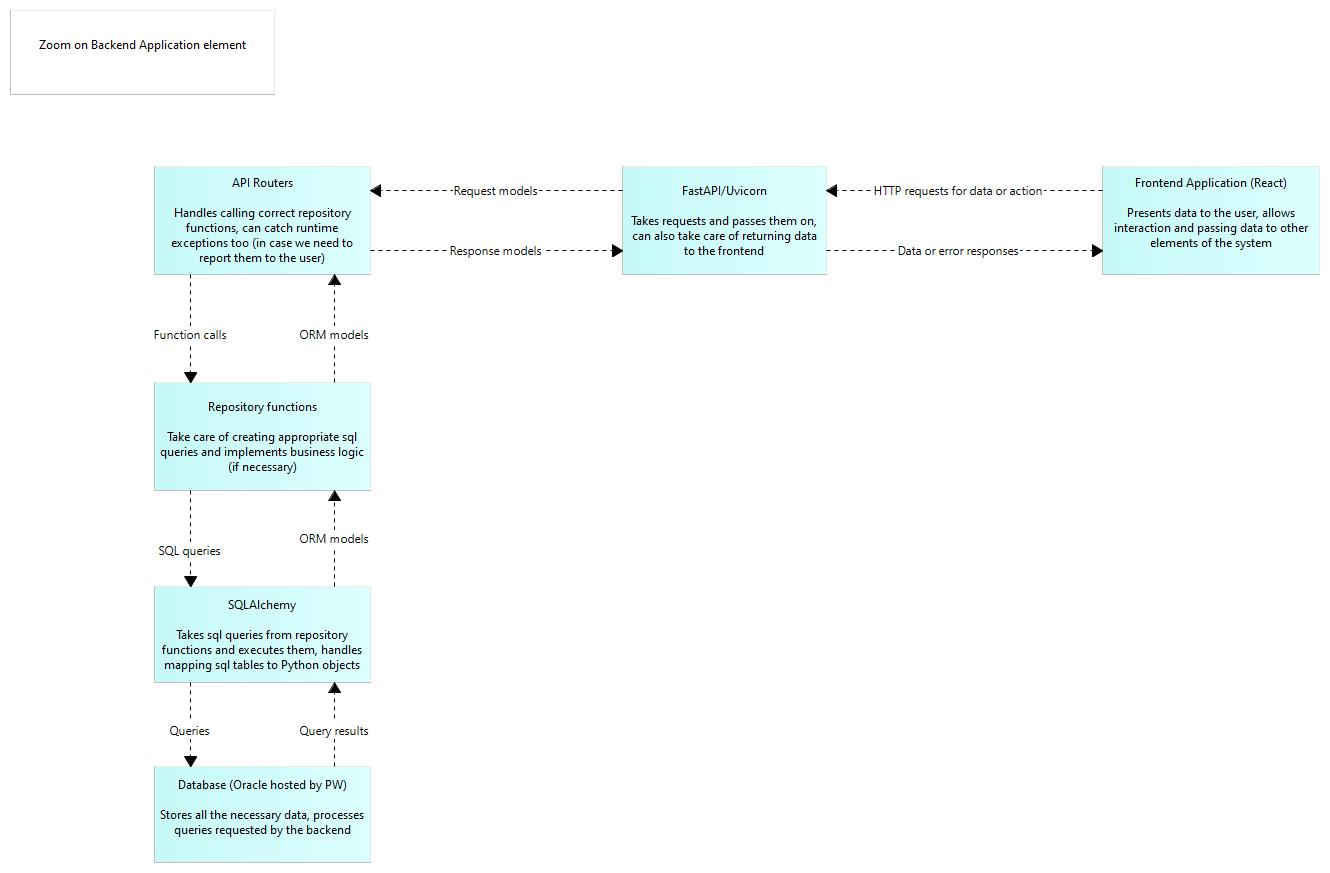 Zoom on Backend Application element
API Routers
Handles calling correct repository
functions, can catch runtime
exceptions too (in case we need to
report them to the user)
Request models
Response models
FastAPI/Uvicorn
Takes requests and passes them on,
can also take care of returning data
to the frontend
HTTP requests for data or action
Data or error responses
Frontend Application (React)
Presents data to the user, allows
interaction and passing data to other
elements of the system
Function calls
ORM models
Repository functions
Take care of creating appropriate sql
queries and implements business logic
(if necessary)
SQL queries
ORM models
SQLAlchemy
Takes sql queries from repository
functions and executes them, handles
mapping sql tables to Python objects
Queries
Query results
Database (Oracle hosted by PW)
Stores all the necessary data, processes
queries requested by the backend